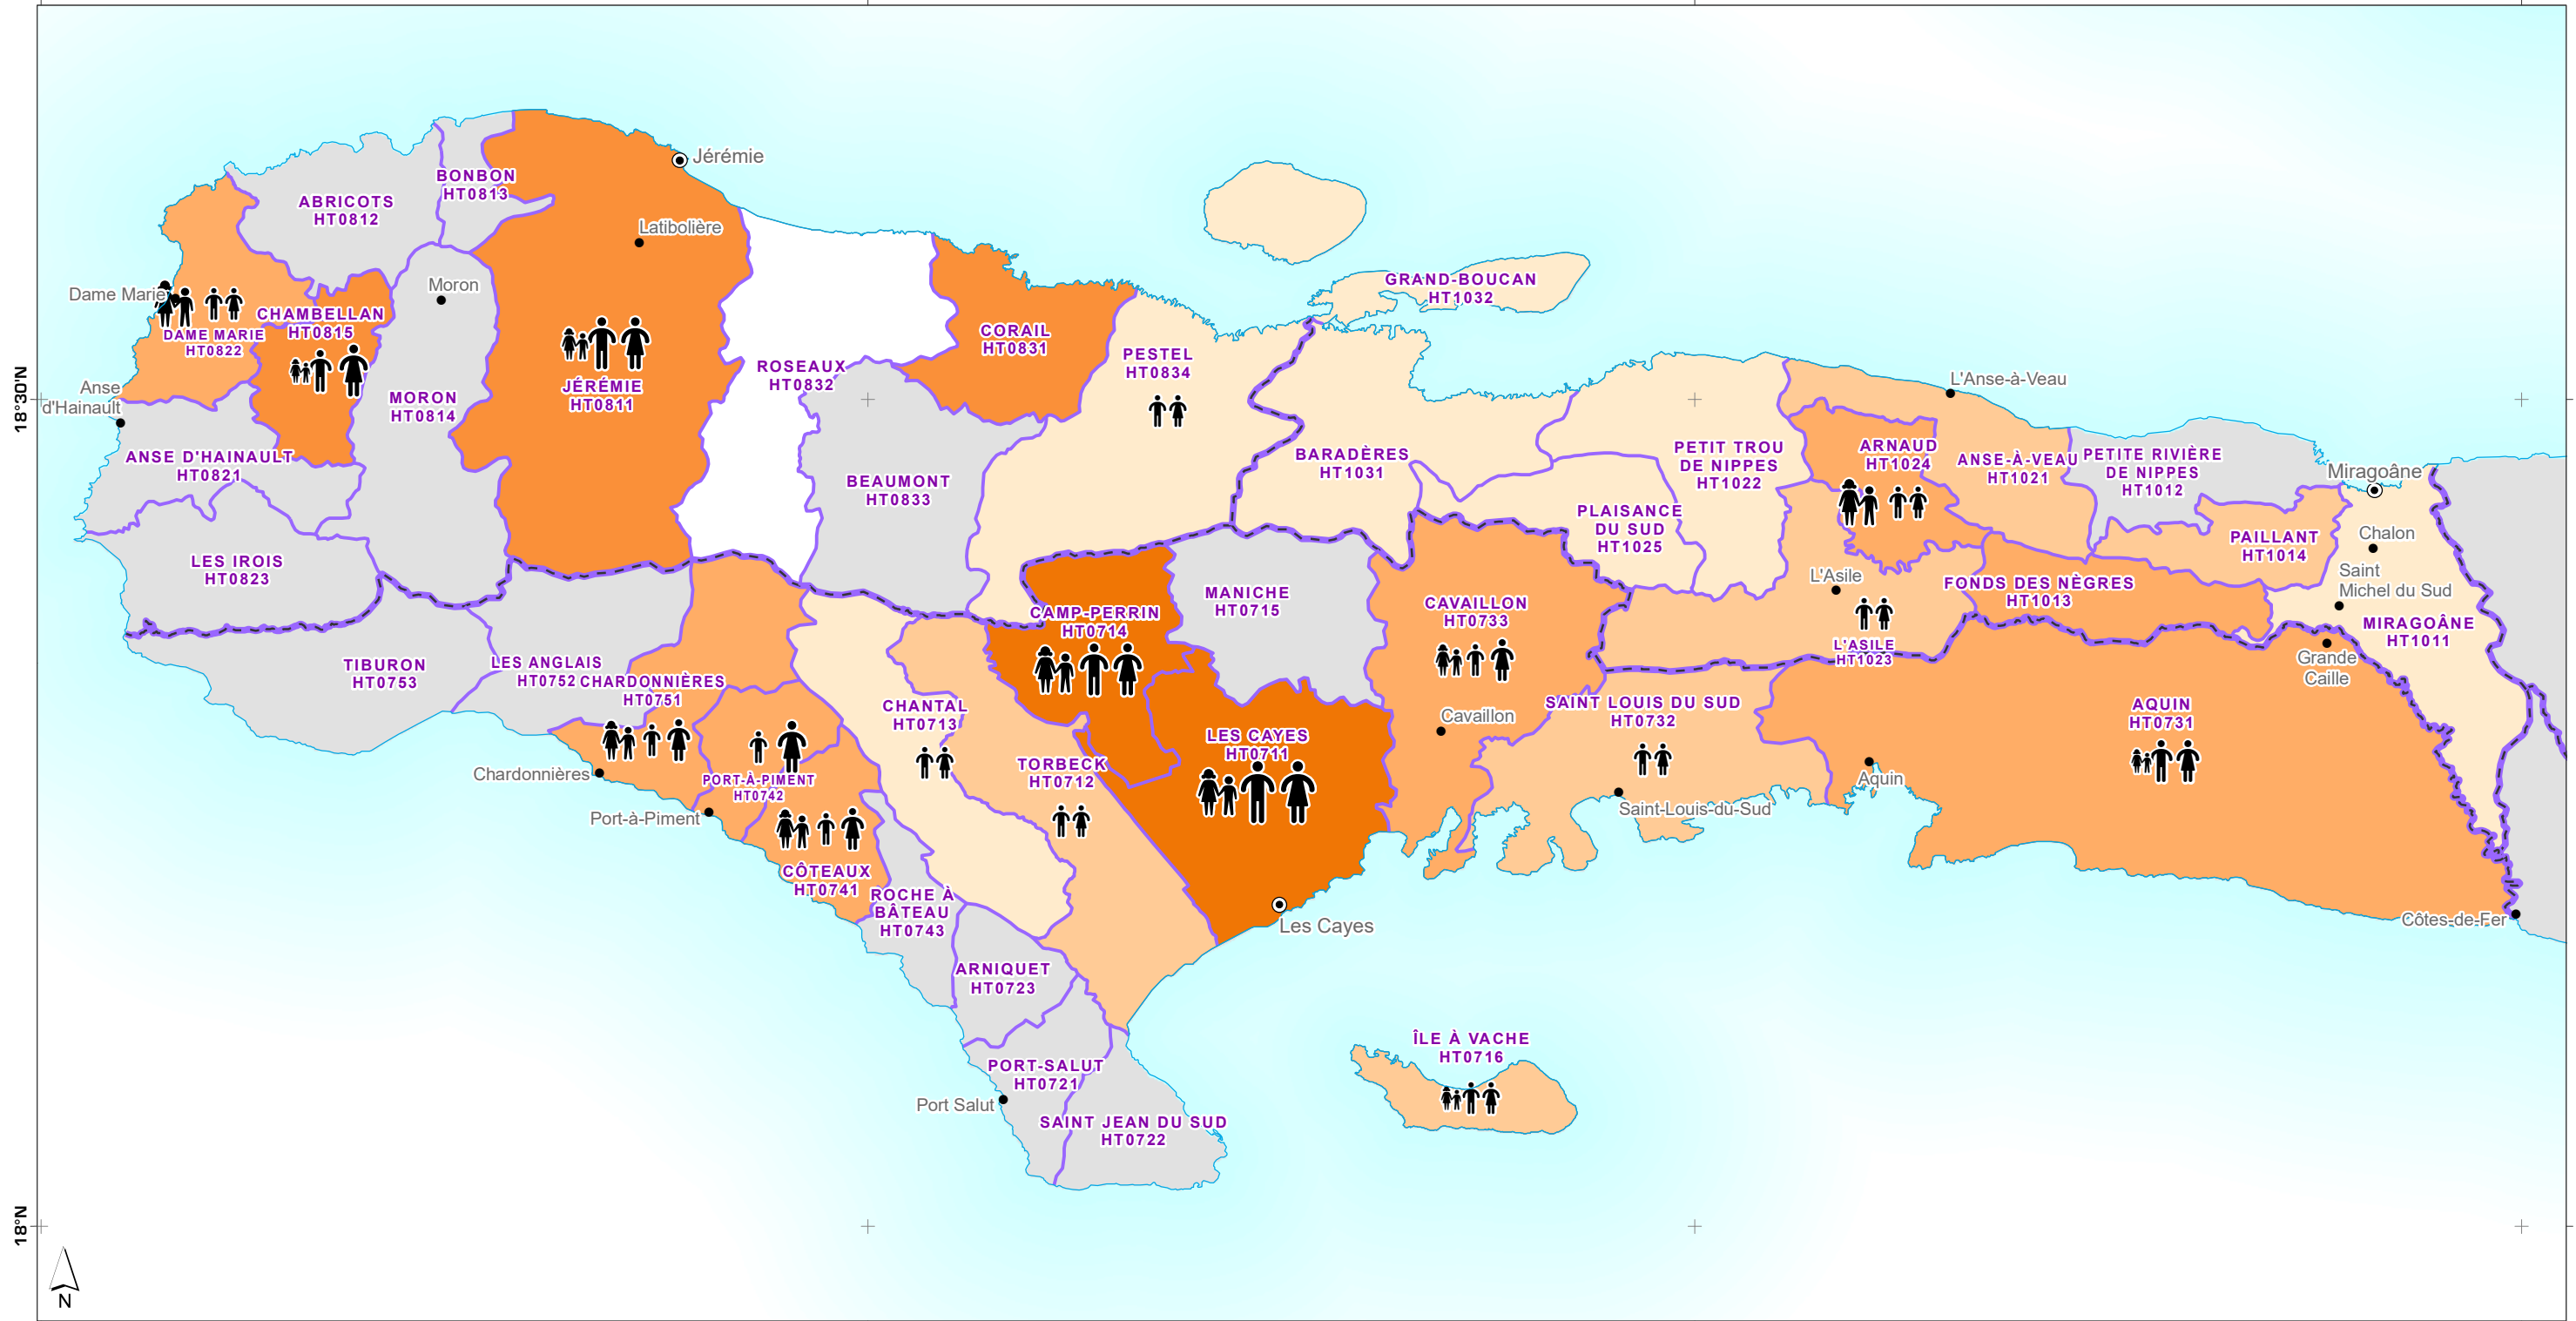 BONBON
HT0813
Jérémie
ABRICOTS
HT0812
Latibolière
Dame Marie
Moron
GRAND-BOUCAN
HT1032
CHAMBELLAN
HT0815
DAME MARIE
HT0822
CORAIL
HT0831
PESTEL
HT0834
ROSEAUX
HT0832
JÉRÉMIE
HT0811
MORON
HT0814
Anse
d'Hainault
18°30'N
L'Anse-à-Veau
ANSE D'HAINAULT
HT0821
BEAUMONT
HT0833
BARADÈRES
HT1031
PETIT TROU
DE NIPPES
HT1022
ARNAUD
HT1024
ANSE-À-VEAU
HT1021
PETITE RIVIÈRE
DE NIPPES
HT1012
Miragoâne
PLAISANCE
DU SUD
HT1025
PAILLANT
HT1014
Chalon
LES IROIS
HT0823
Saint
Michel du Sud
L'Asile
FONDS DES NÈGRES
HT1013
MANICHE
HT0715
CAVAILLON
HT0733
CAMP-PERRIN
HT0714
MIRAGOÂNE
HT1011
L'ASILE
HT1023
Grande
Caille
TIBURON
HT0753
LES ANGLAIS
HT0752
CHARDONNIÈRES
HT0751
CHANTAL
HT0713
SAINT LOUIS DU SUD
HT0732
AQUIN
HT0731
Cavaillon
LES CAYES
HT0711
TORBECK
HT0712
Chardonnières
PORT-À-PIMENT
HT0742
Aquin
Port-à-Piment
Saint-Louis-du-Sud
CÔTEAUX
HT0741
ROCHE À
BÂTEAU
HT0743
Les Cayes
Côtes-de-Fer
ARNIQUET
HT0723
ÎLE À VACHE
HT0716
PORT-SALUT
HT0721
Port Salut
SAINT JEAN DU SUD
HT0722
18°N
N